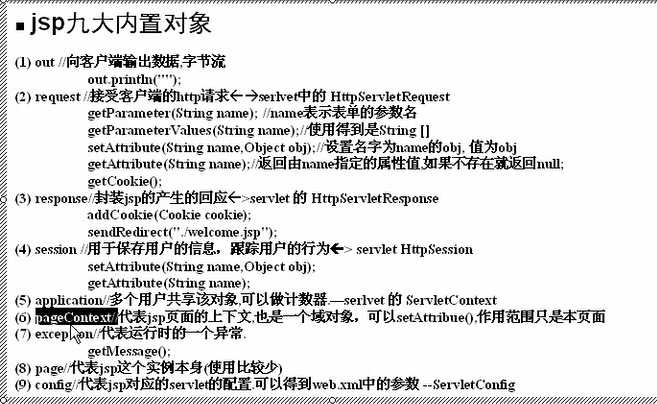 ▪ jsp九大内置对象
(1) out //向客户端输出数据,字节流
out.println("");
(2) request //接受客户端的http请求←→serlvet中的 HttpServletRequest
getParameter(String name); //name表示表单的参数名
getParameterValues(String name);//使用得到是String []
setAttribute(String name,Object obj);//设置名字为name的obj, 值为obj
getAttribute(String name);//返回由name指定的属性值,如果不存在就返回null;
getCookie();
(3) response//封装jsp的产生的回应←>servlet 的 HttpServletResponse
addCookie(Cookie cookie);
sendRedirect("./welcome.jsp");
(4) session //用于保存用户的信息，跟踪用户的行为←> servlet HttpSession
setAttribute(String name,Object obj);
getAttribute(String name);
(5) application//多个用户共享该对象,可以做计数器.—serlvet 的 ServletContext
(6) pageContext//代表jsp页面的上下文,也是一个域对象，可以setAttribue(),作用范围只是本页面
(7) exception//代表运行时的一个异常.
getMessage();
(8) page//代表jsp这个实例本身(使用比较少)
(9) config//代表jsp对应的servlet的配置.可以得到web.xml中的参数 --ServletConfig